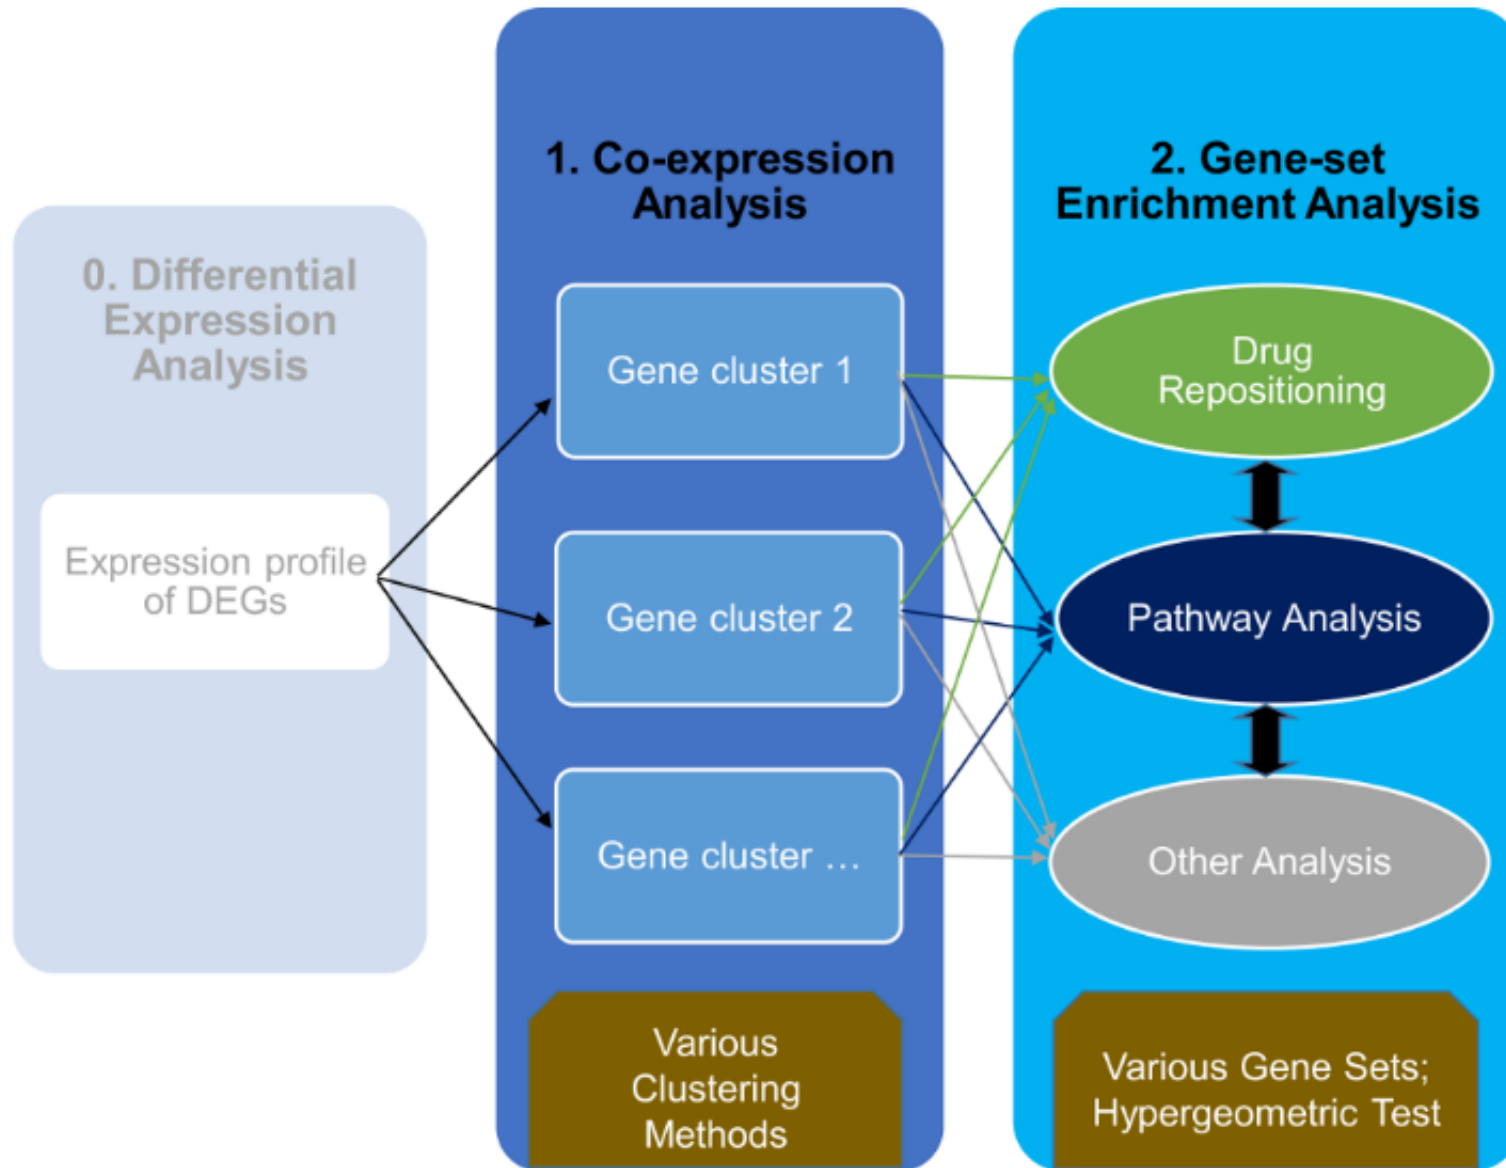 0. Differential
Expression
Analysis
Expression profile
of DEGs
1. Co-expression
Analysis
Gene cluster 1
Gene cluster 2
Gene cluster …
Various
Clustering
Methods
2. Gene-set
Enrichment Analysis
Drug
Repositioning
Pathway Analysis
Other Analysis
Various Gene Sets;
Hypergeometric Test